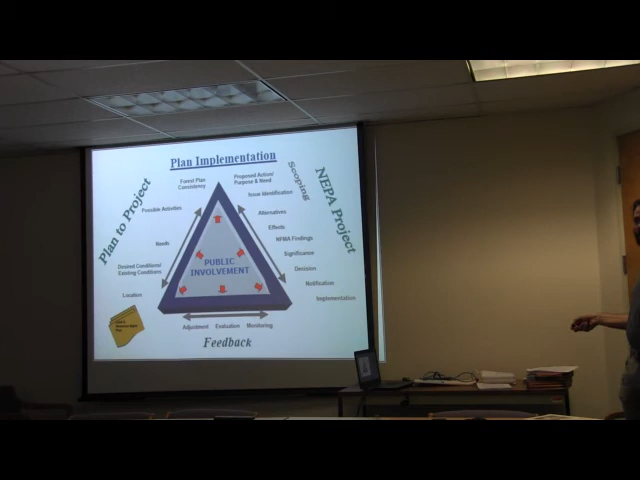 Plan Implementation
Plan to Project
Scoping
NEPA Project
Forest Plan
Consistency
Possible Activities
Needs
Desired Conditions/
Existing Conditions
Location
Proposed Action/
Purpose & Need
Issue Identification
Alternatives
Effects
NFMA Findings
Significance
Decision
Notification
Implementation
PUBLIC
INVOLVEMENT
Adjustment Evaluation Monitoring
Feedback